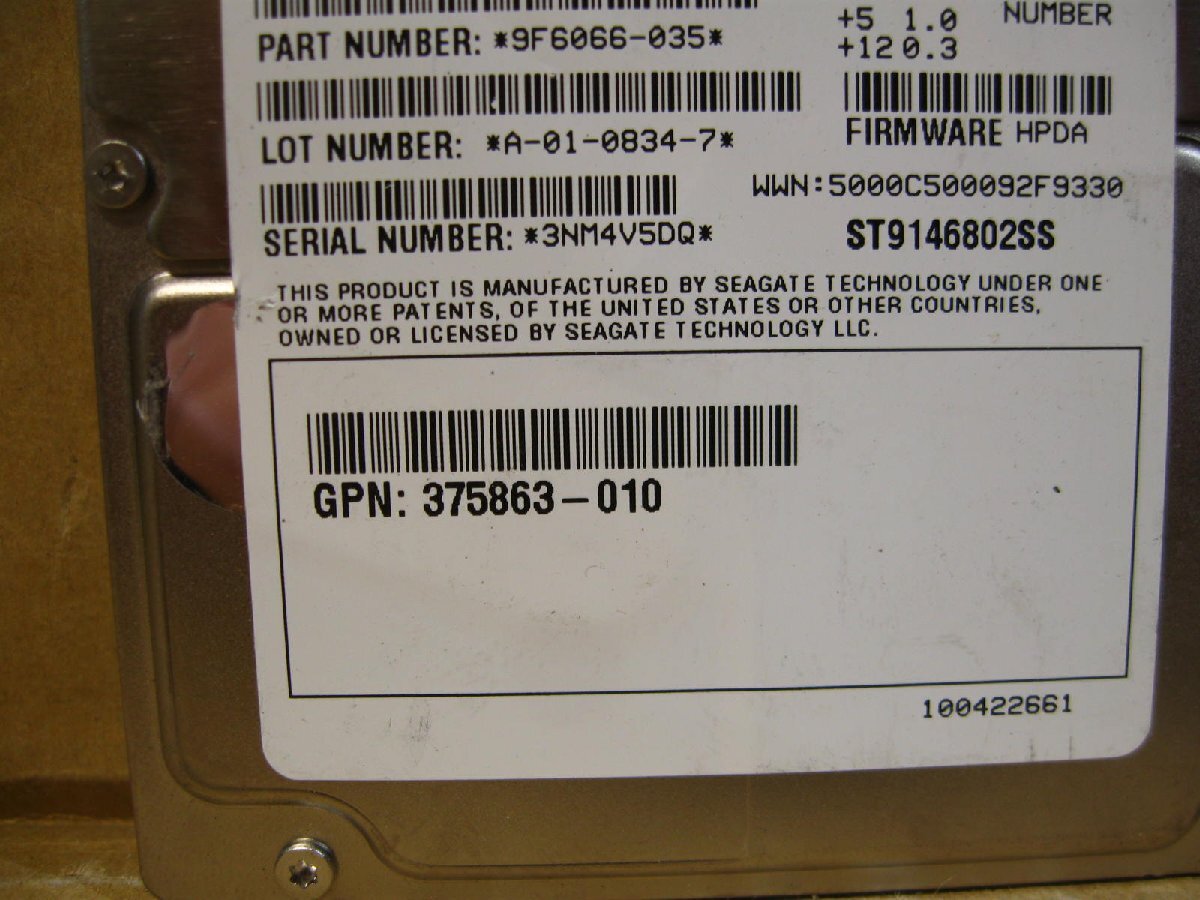 PART NUMBER: *9F6066-035*
+5 1.0 NUMBER
+12 0.3
LOT NUMBER: *A-01-0834-7*
FIRMWARE HPDA
WWN:5000C500092F9330
SERIAL NUMBER: *3NM4V5DQ*
ST9146802SS
THIS PRODUCT IS MANUFACTURED BY SEAGATE TECHNOLOGY UNDER ONE
OR MORE PATENTS, OF THE UNITED STATES OR OTHER COUNTRIES,
OWNED OR LICENSED BY SEAGATE TECHNOLOGY LLC.
GPN: 375863-010
100422661